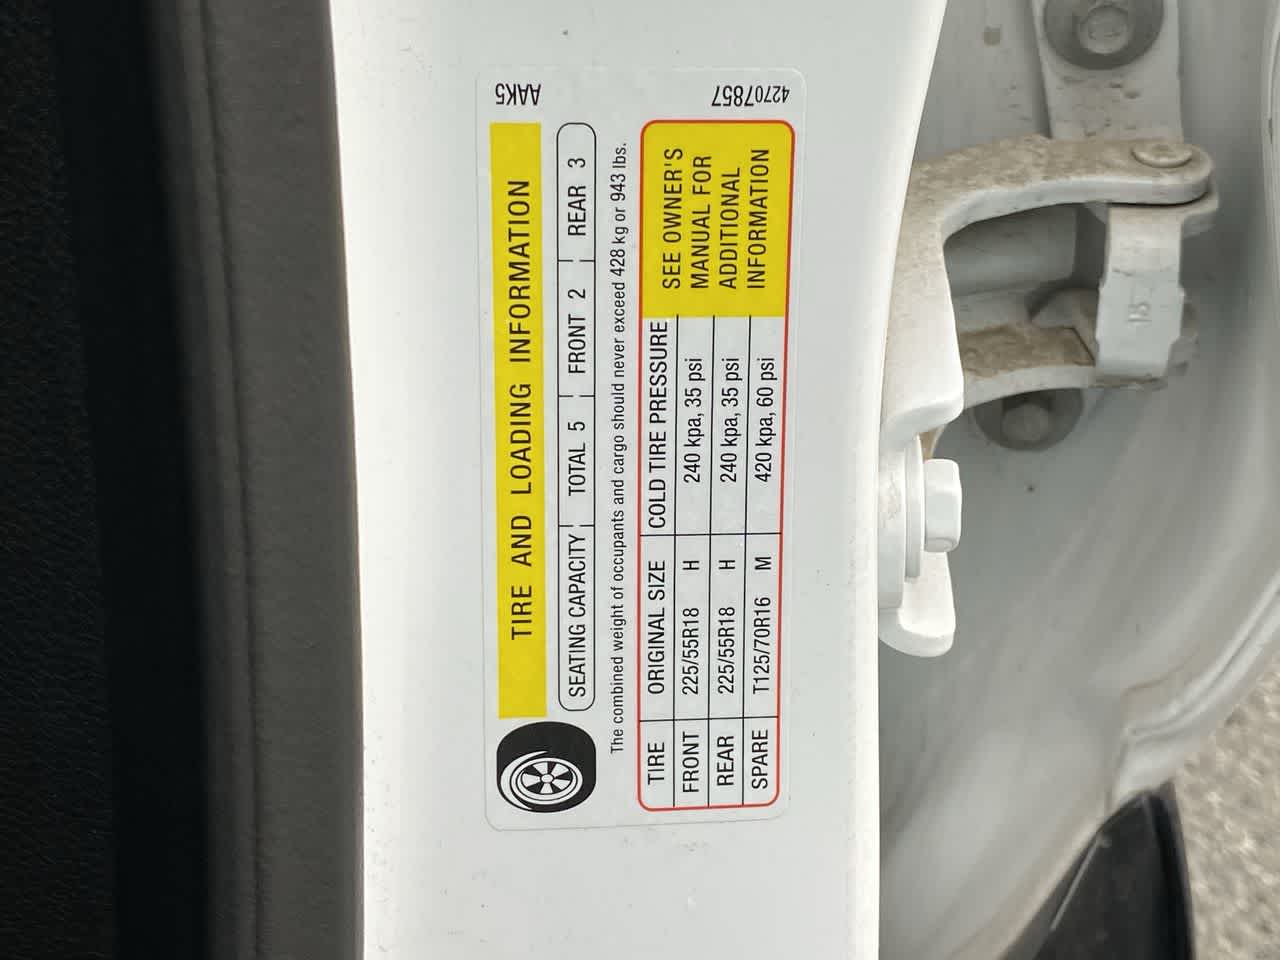 TIRE AND LOADING INFORMATION
SEATING CAPACITY TOTAL 5 FRONT 2 REAR 3
The combined weight of occupants and cargo should never exceed 428 kg or 943 lbs.
TIRE ORIGINAL SIZE COLD TIRE PRESSURE
FRONT 225/55R18 H 240 kpa, 35 psi
REAR 225/55R18 H 240 kpa, 35 psi
SPARE T125/70R16 M 420 kpa, 60 psi
SEE OWNER'S
MANUAL FOR
ADDITIONAL
INFORMATION
AAK5
42707857
15